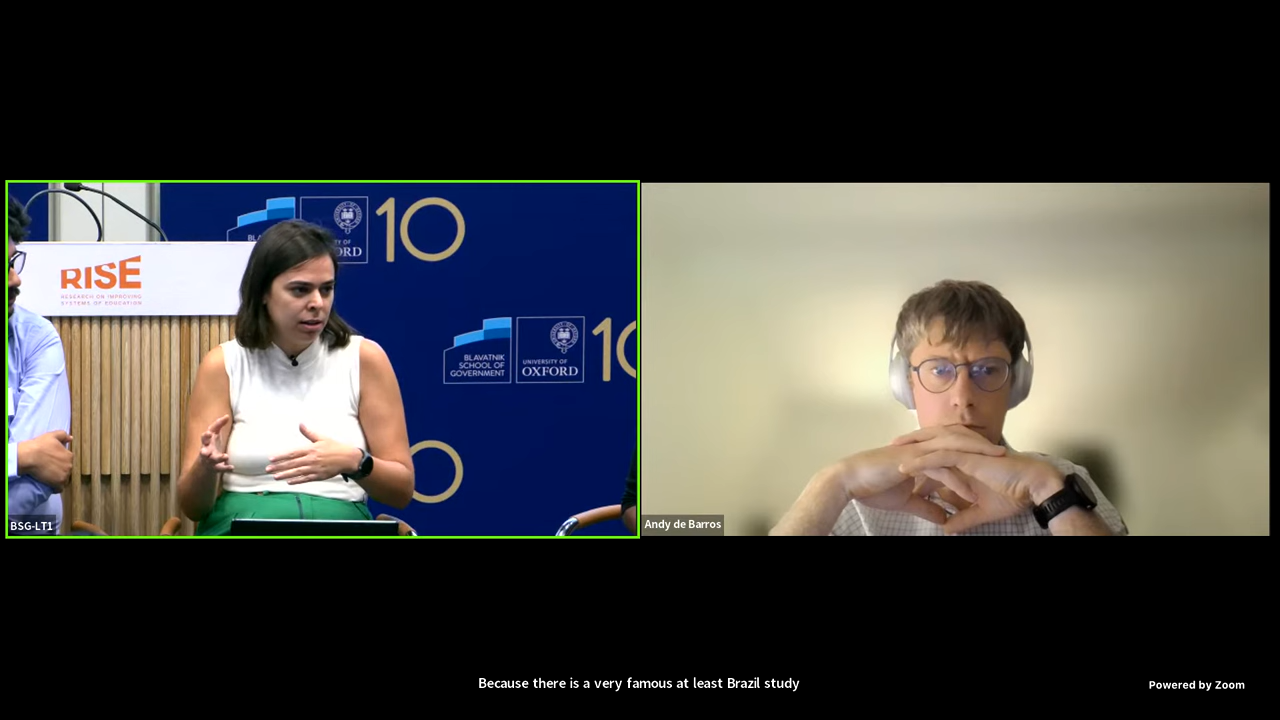 10
RISE
RESEARCH ON IMPROVING
SYSTEMS OF EDUCATION
BLAVATNIK
SCHOOL OF
GOVERNMENT
UNIVERSITY OF
OXFORD
10
BSG-LT1
Andy de Barros
Because there is a very famous at least Brazil study
Powered by Zoom